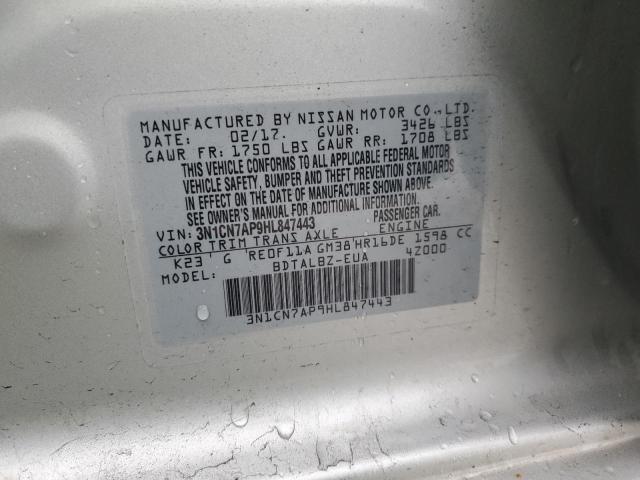 MANUFACTURED BY NISSAN MOTOR CO., LTD.
DATE: 02/17. GVWR: 3426 LBS
GAWR FR: 1750 LBS GAWR RR: 1708 LBS
THIS VEHICLE CONFORMS TO ALL APPLICABLE FEDERAL MOTOR
VEHICLE SAFETY, BUMPER AND THEFT PREVENTION STANDARDS
IN EFFECT ON THE DATE OF MANUFACTURE SHOWN ABOVE.
SEE OWNER'S MANUAL FOR ADDITIONAL INFORMATION.
VIN: 3N1CN7AP9HL847443 PASSENGER CAR.
COLOR TRIM TRANS AXLE ENGINE
K23 G RE0F11A GM38 HR16DE 1598 CC
MODEL: BDTALBZ-EUA 4Z000
3N1CN7AP9HL847443